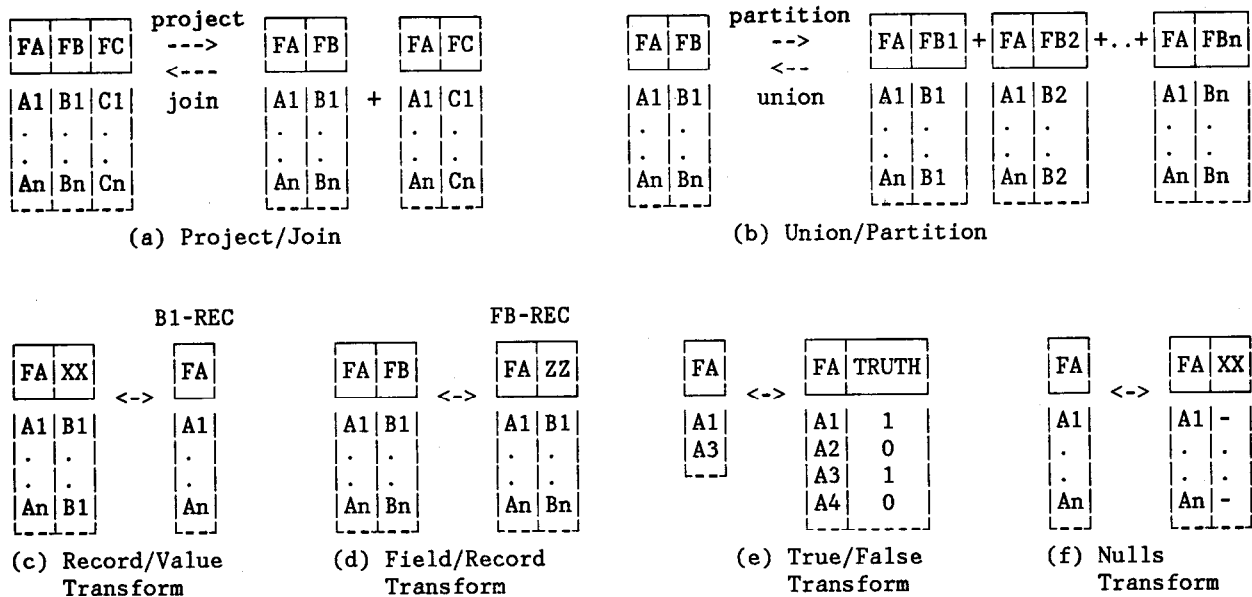 project
FA FB FC ---> FA FB FA FC
<---
A1 B1 C1 join A1 B1 + A1 C1
. . . . . . .
. . . . . . .
An Bn Cn An Bn An Cn
(a) Project/Join
partition
FA FB --> FA FB1 + FA FB2 +..+ FA FBn
<--
A1 B1 union A1 B1 A1 B2 A1 Bn
. . . . . . . .
. . . . . . . .
An Bn An B1 An B2 An Bn
(b) Union/Partition
B1-REC
FA XX <-> FA
A1 B1 A1
. . .
. . .
An B1 An
(c) Record/Value
Transform
FB-REC
FA FB <-> FA ZZ
A1 B1 A1 B1
. . . .
. . . .
An Bn An Bn
(d) Field/Record
Transform
FA <-> FA TRUTH
A1 A1 1
A3 A2 0
A3 1
A4 0
(e) True/False
Transform
FA <-> FA XX
A1 A1 -
. . .
. . .
An An -
(f) Nulls
Transform